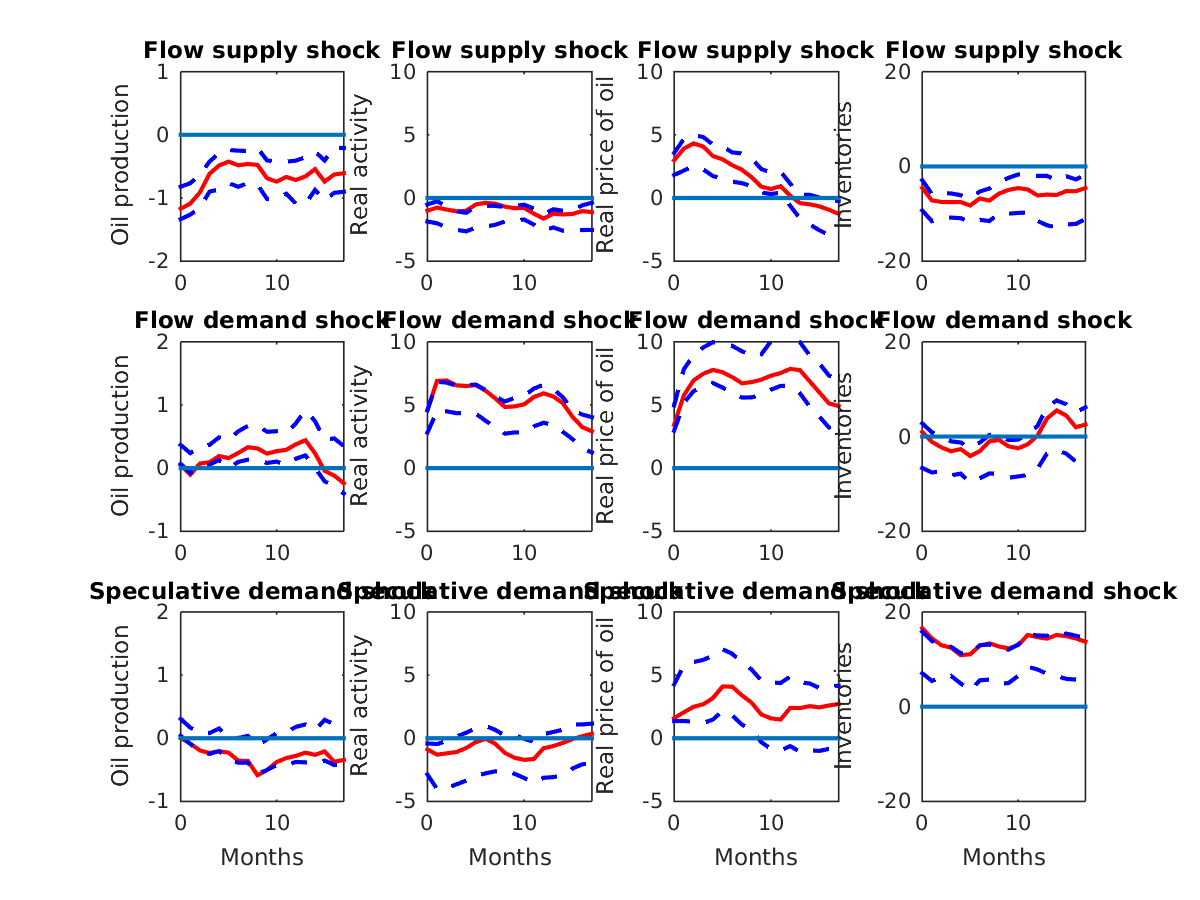 Flow supply shock
Flow supply shock
Flow supply shock
Flow supply shock
Oil production
1
0
-1
-2
0
10
Real activity
10
5
0
-5
0
10
Real price of oil
10
5
0
-5
0
10
Inventories
20
0
-20
0
10
Flow demand shock
Flow demand shock
Flow demand shock
Flow demand shock
Oil production
2
1
0
-1
0
10
Real activity
10
5
0
-5
0
10
Real price of oil
10
5
0
-5
0
10
Inventories
20
0
-20
0
10
Speculative demand shock
Speculative demand shock
Speculative demand shock
Speculative demand shock
Oil production
2
1
0
-1
0
10
Months
Real activity
10
5
0
-5
0
10
Months
Real price of oil
10
5
0
-5
0
10
Months
Inventories
20
0
-20
0
10
Months